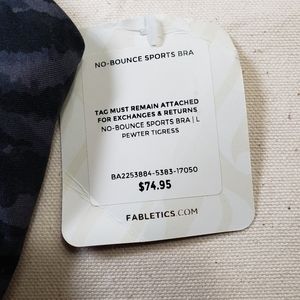 NO-BOUNCE SPORTS BRA
TAG MUST REMAIN ATTACHED
FOR EXCHANGES & RETURNS
NO-BOUNCE SPORTS BRA | L
PEWTER TIGRESS
BA2253884-5383-17050
$74.95
FABLETICS.COM